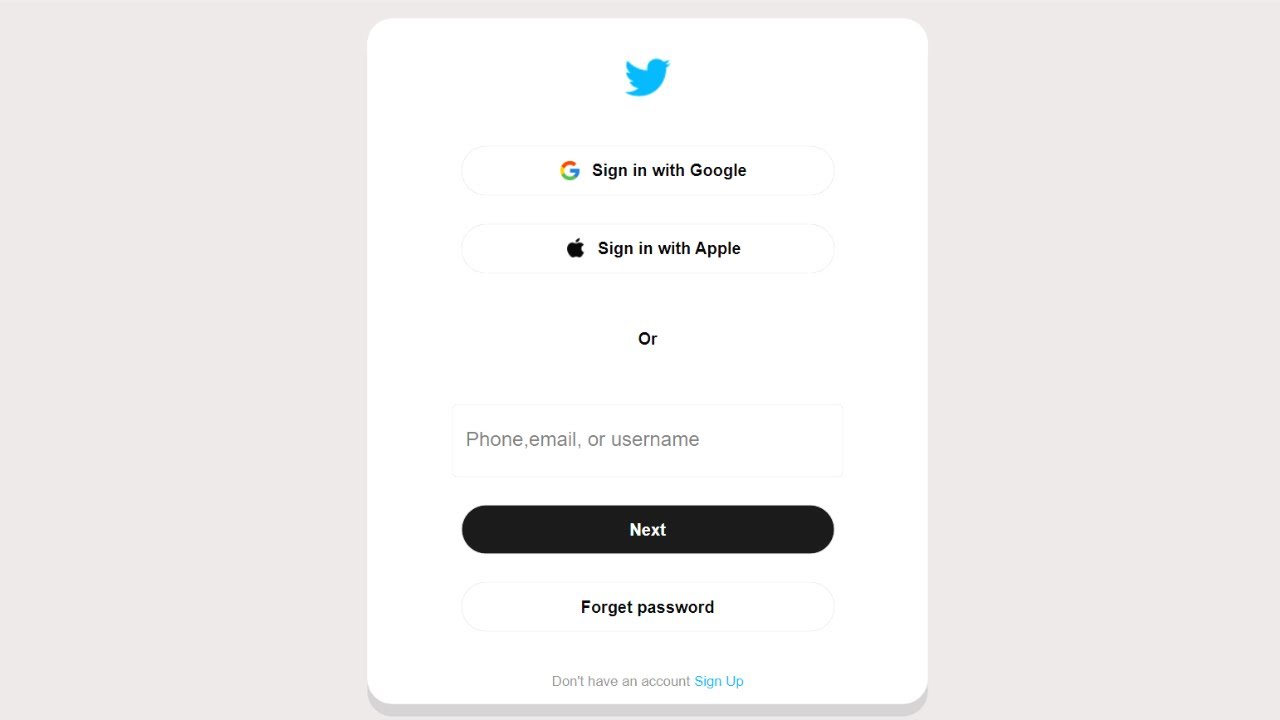 Sign in with Google
Sign in with Apple
Or
Phone,email, or username
Next
Forget password
Don't have an account Sign Up